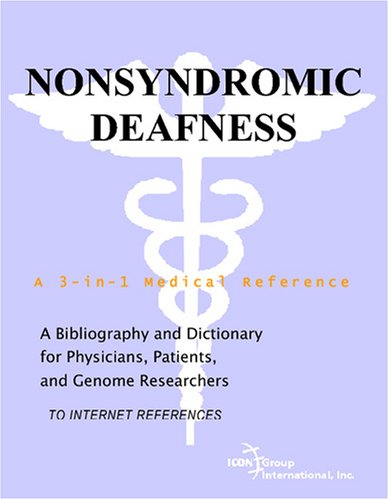 NONSYNDROMIC
DEAFNESS
A 3-in-1 Medical Reference
A Bibliography and Dictionary
for Physicians, Patients,
and Genome Researchers
TO INTERNET REFERENCES
ICON Group
International, Inc.